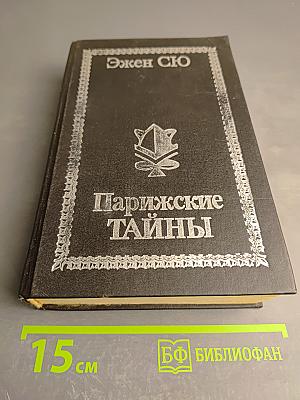 Эжен СЮ
Парижские
ТАЙНЫ
15 см
БФ БИБЛИОФАН